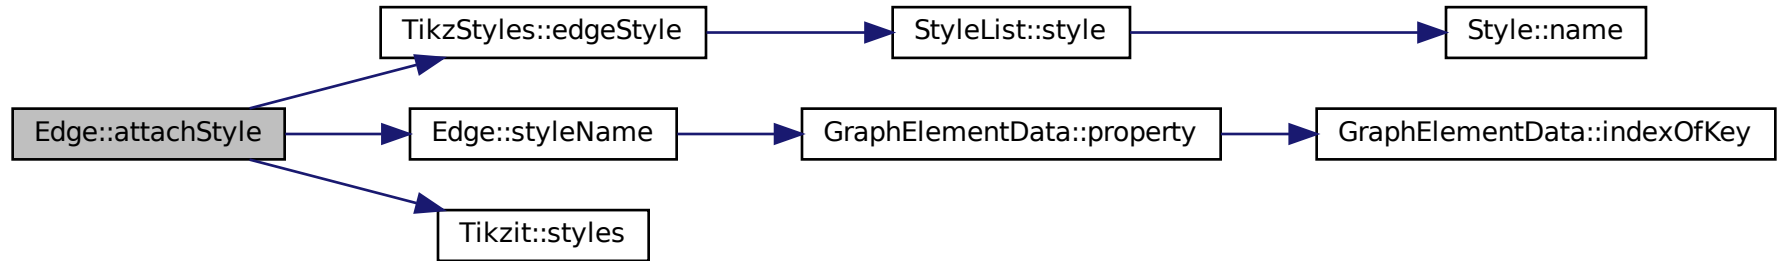 TikzStyles::edgeStyle
StyleList::style
Style::name
Edge::attachStyle
Edge::styleName
GraphElementData::property
GraphElementData::indexOfKey
Tikzit::styles